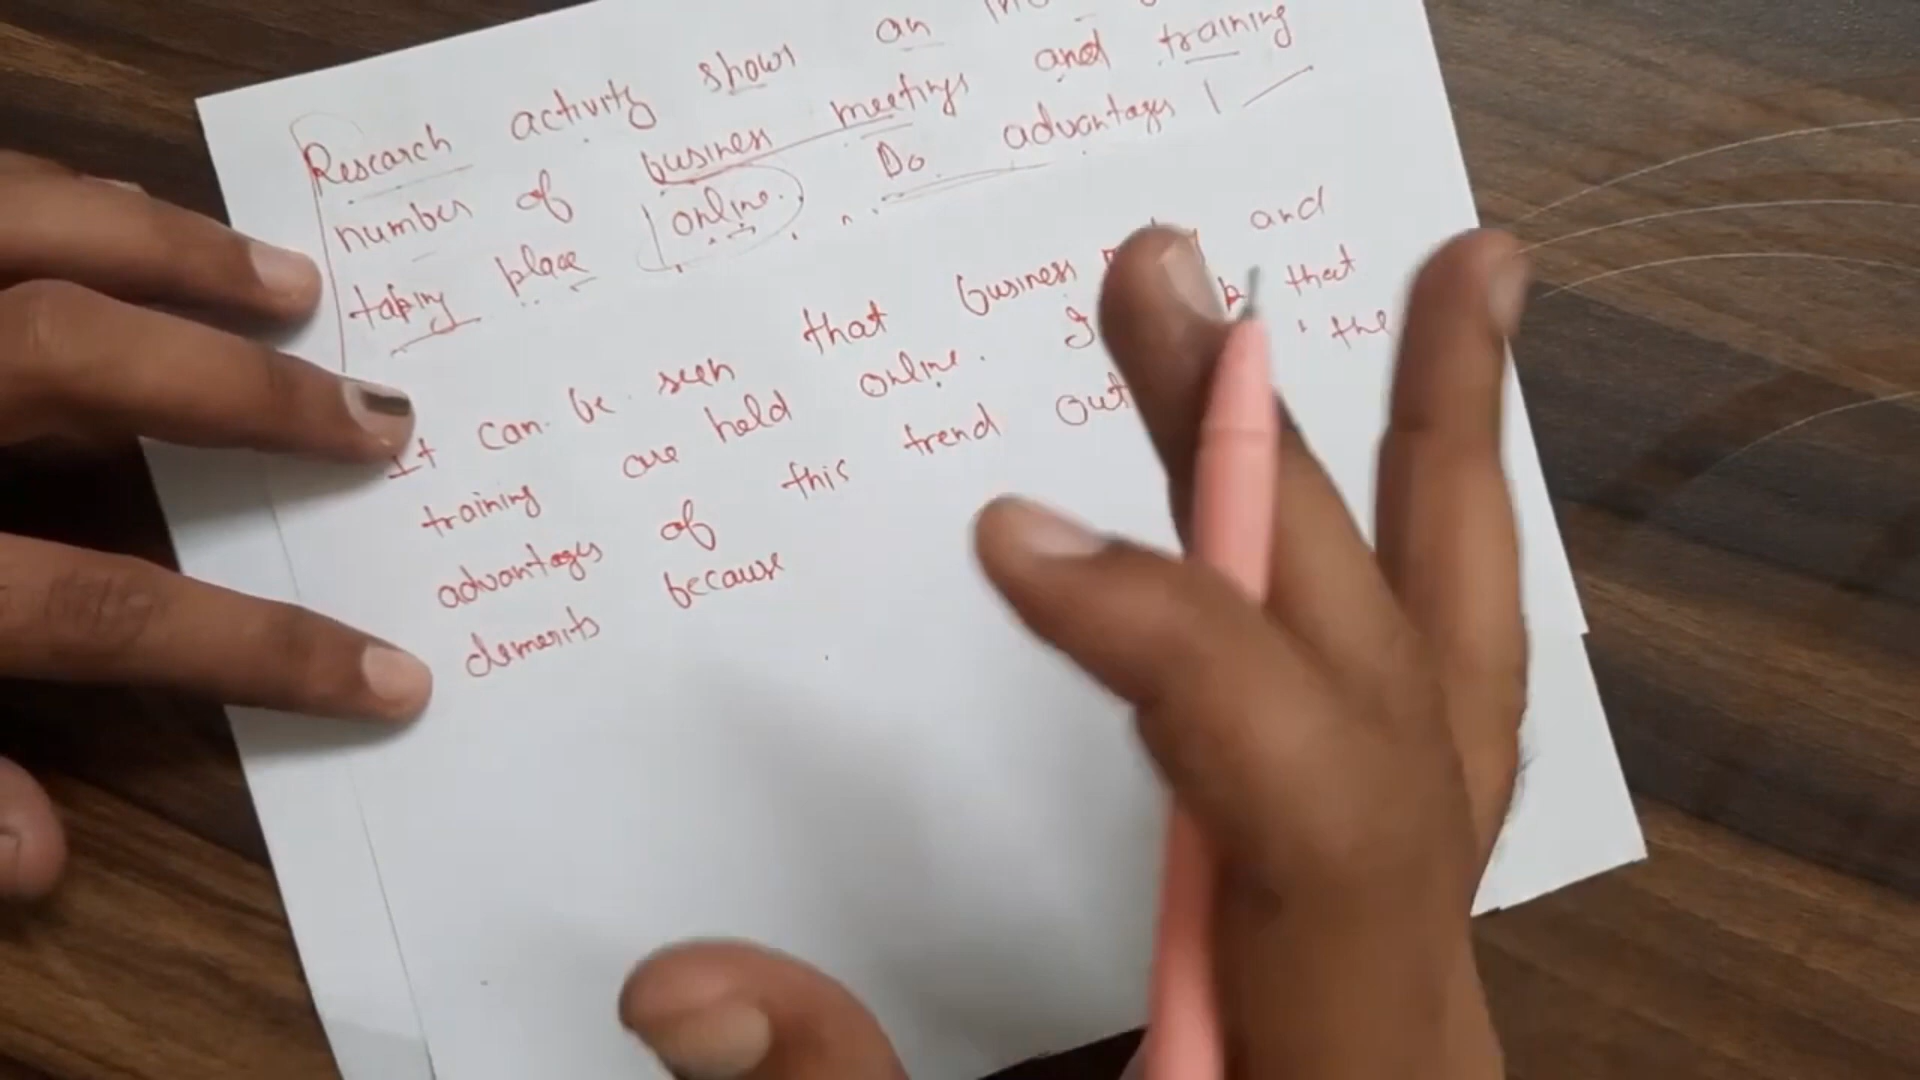 Research activity shows an
number of business meetings and training
taking place online. Do advantages
It can be seen that business and
training are held online. I that
advantages of this trend the
demerits because